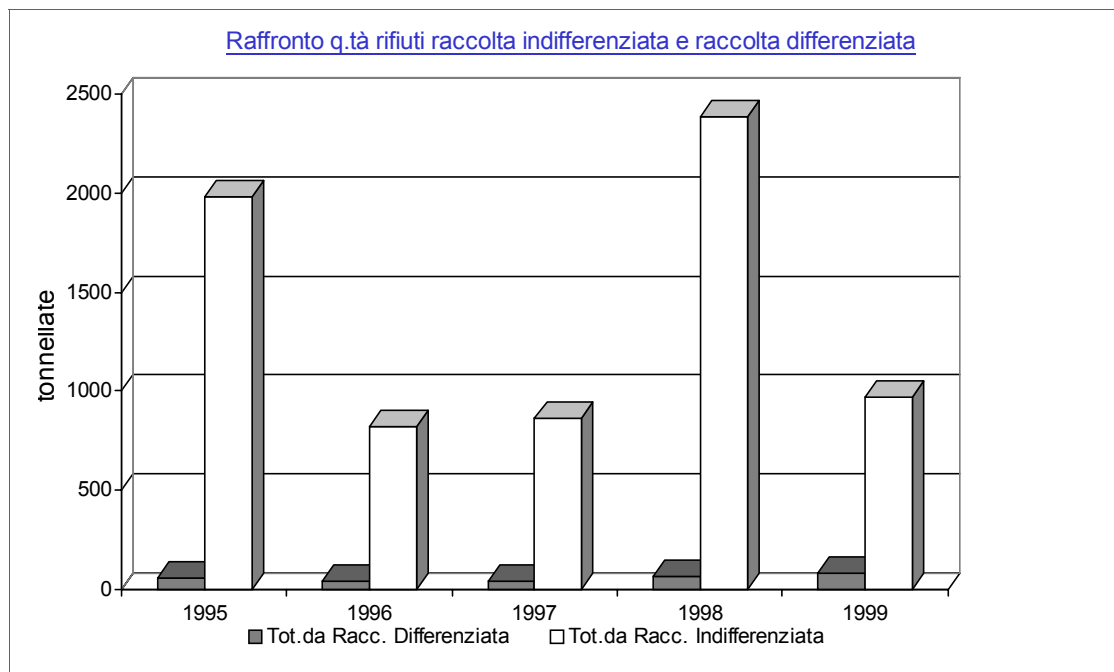 Raffronto q.tà rifiuti raccolta indifferenziata e raccolta differenziata
2500
2000
1500
1000
500
0
tonnellate
1995 1996 1997 1998 1999
Tot.da Racc. Differenziata Tot.da Racc. Indifferenziata